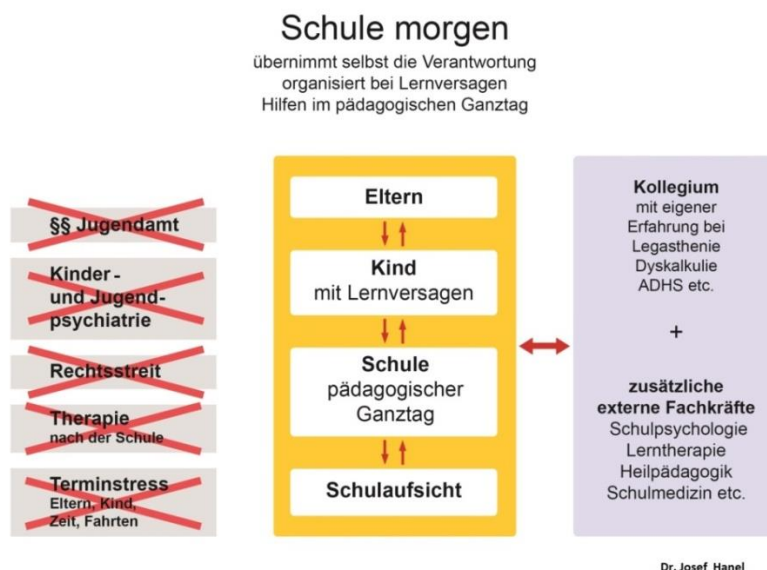 Schule morgen
übernimmt selbst die Verantwortung
organisiert bei Lernversagen
Hilfen im pädagogischen Ganztag
§§ Jugendamt
Kinder-
und Jugend-
psychiatrie
Rechtsstreit
Therapie
nach der Schule
Terminstress
Eltern, Kind,
Zeit, Fahrten
Eltern
Kind
mit Lernversagen
Schule
pädagogischer
Ganztag
Schulaufsicht
Kollegium
mit eigener
Erfahrung bei
Legasthenie
Dyskalkulie
ADHS etc.
+
zusätzliche
externe Fachkräfte
Schulpsychologie
Lerntherapie
Heilpädagogik
Schulmedizin etc.
Dr. Josef Hanel